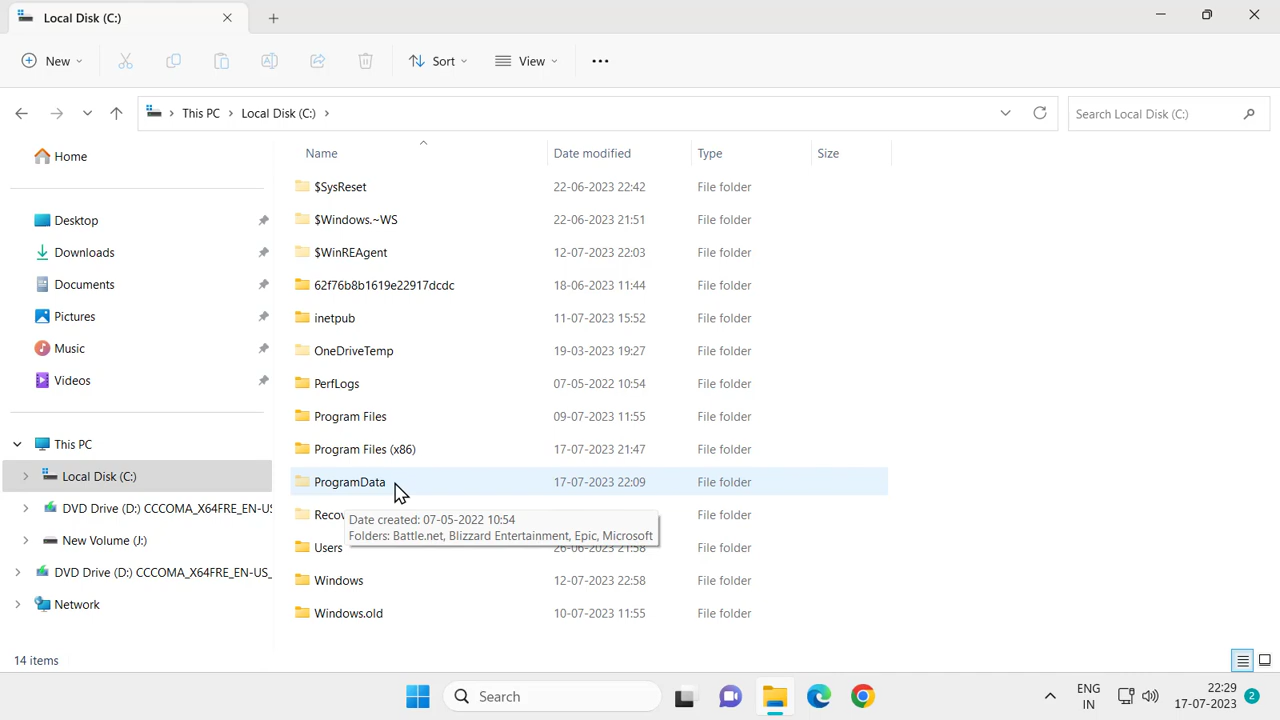 Local Disk (C:)
New
Sort
View
This PC
Local Disk (C:)
Search Local Disk (C:)
Name Date modified Type Size
Home
Desktop
Downloads
Documents
Pictures
Music
Videos
This PC
Local Disk (C:)
DVD Drive (D:) CCCOMA_X64FRE_EN-US
New Volume (J:)
DVD Drive (D:) CCCOMA_X64FRE_EN-US_
Network
$SysReset 22-06-2023 22:42 File folder
$Windows.~WS 22-06-2023 21:51 File folder
$WinREAgent 12-07-2023 22:03 File folder
62f76b8b1619e22917dcdc 18-06-2023 11:44 File folder
inetpub 11-07-2023 15:52 File folder
OneDriveTemp 19-03-2023 19:27 File folder
PerfLogs 07-05-2022 10:54 File folder
Program Files 09-07-2023 11:55 File folder
Program Files (x86) 17-07-2023 21:47 File folder
ProgramData 17-07-2023 22:09 File folder
Recov File folder
Date created: 07-05-2022 10:54
Folders: Battle.net, Blizzard Entertainment, Epic, Microsoft
Users 26-06-2023 21:58 File folder
Windows 12-07-2023 22:58 File folder
Windows.old 10-07-2023 11:55 File folder
14 items
Search
ENG
IN
22:29
17-07-2023
2